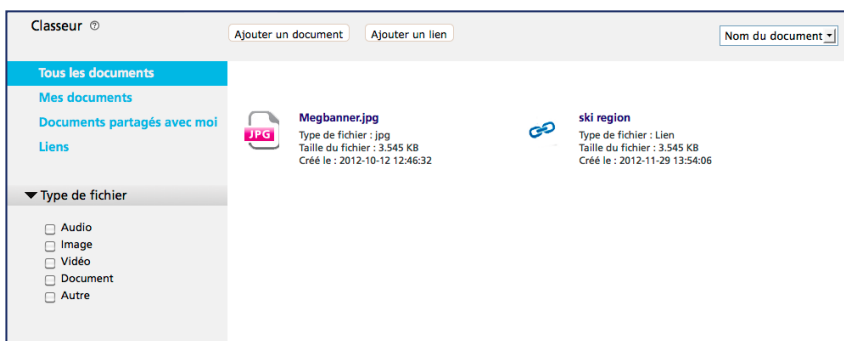 Classeur ?
Ajouter un document
Ajouter un lien
Nom du document
Tous les documents
Mes documents
Documents partagés avec moi
Liens
Type de fichier
Audio
Image
Vidéo
Document
Autre
JPG
Megbanner.jpg
Type de fichier : jpg
Taille du fichier : 3.545 KB
Créé le : 2012-10-12 12:46:32
ski region
Type de fichier : Lien
Taille du fichier : 3.545 KB
Créé le : 2012-11-29 13:54:06